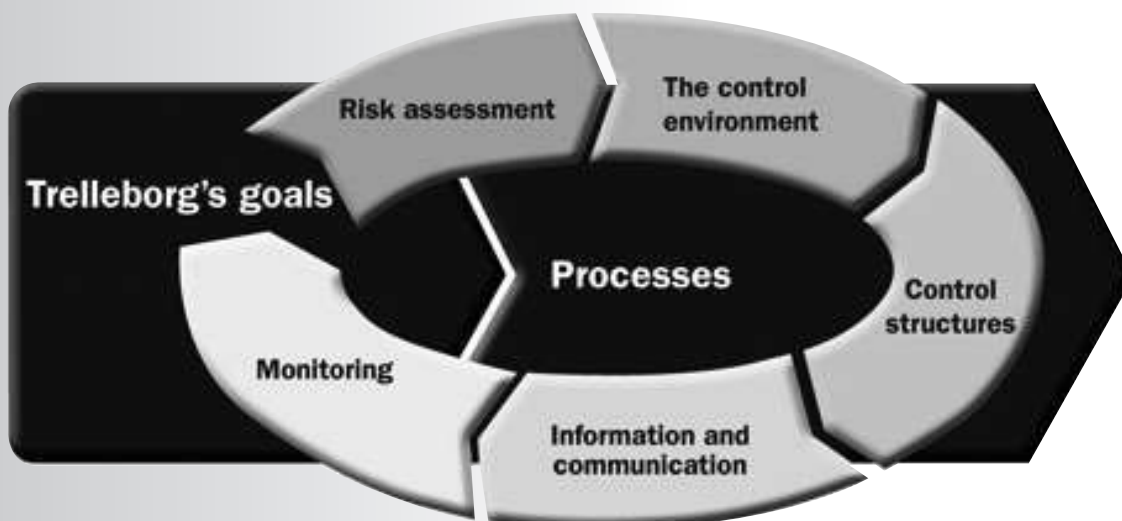 Risk assessment
The control
environment
Trelleborg's goals
Processes
Control
structures
Monitoring
Information and
communication